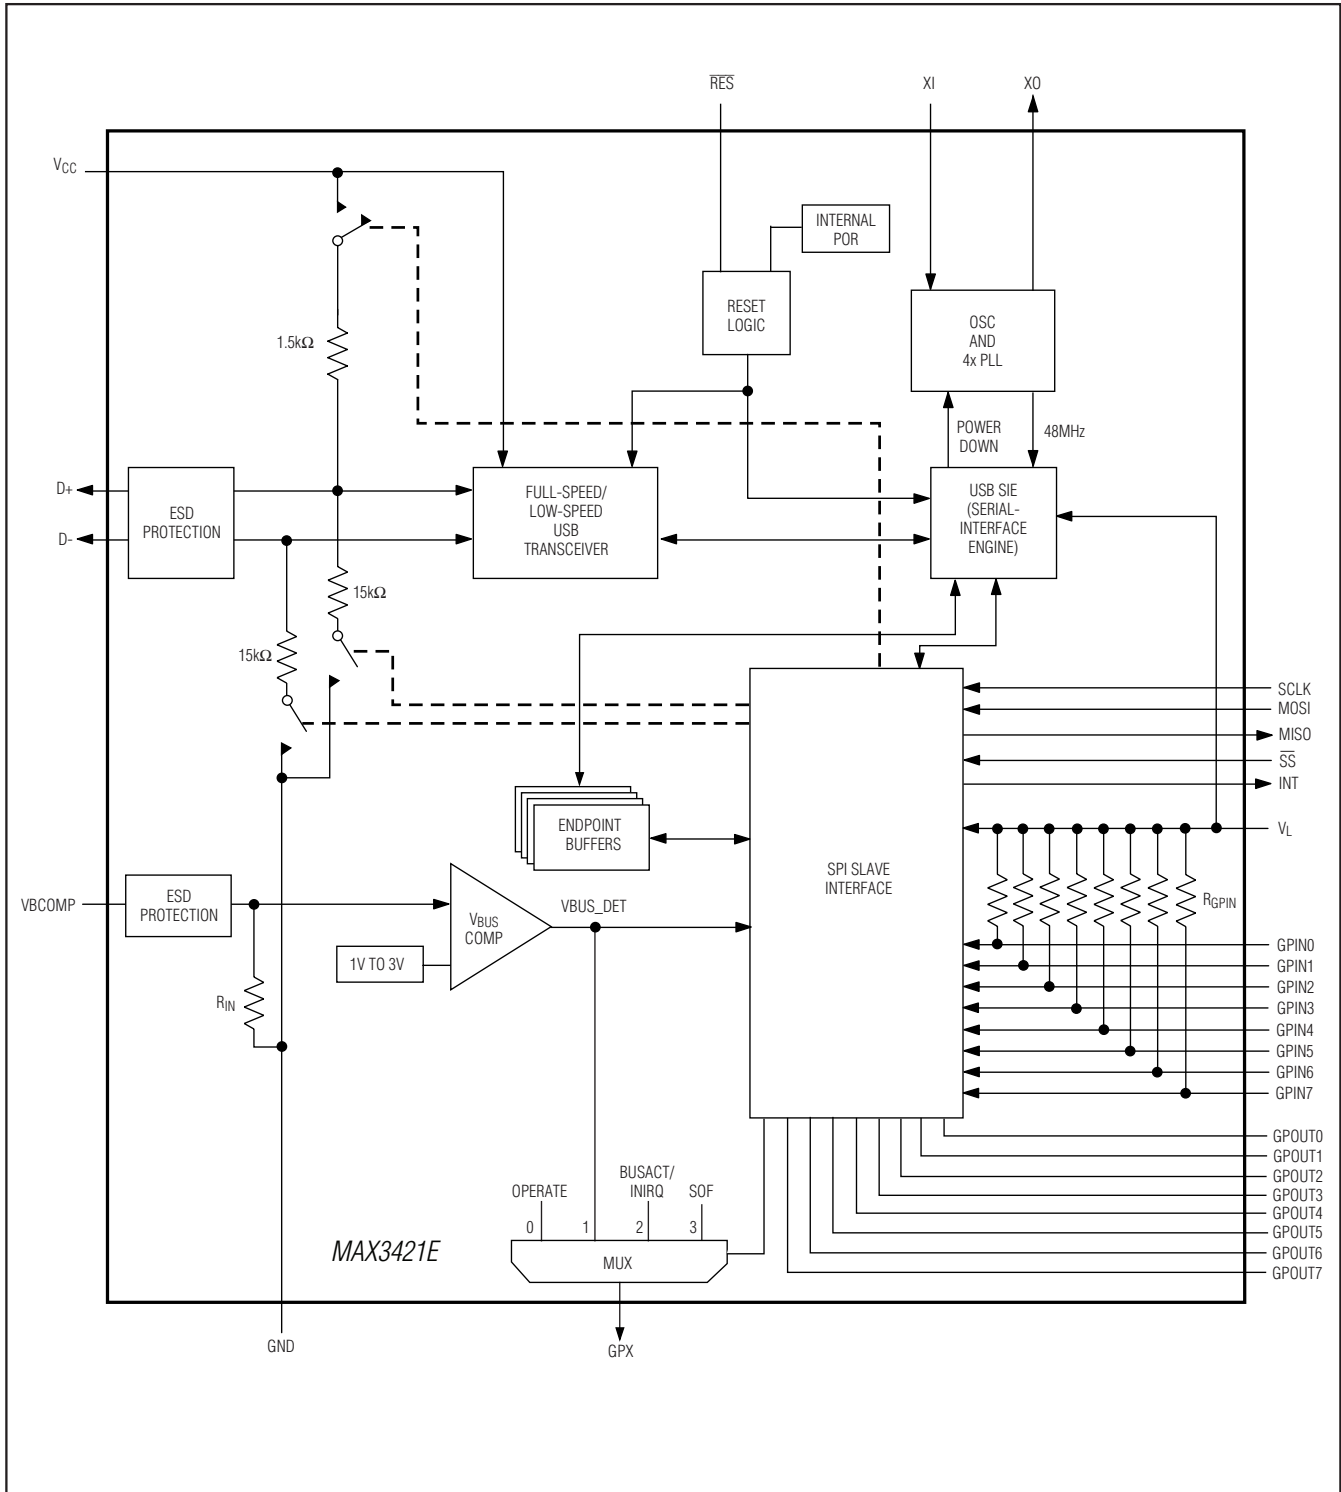 RES
XI
XO
VCC
INTERNAL
POR
RESET
LOGIC
OSC
AND
4x PLL
1.5kΩ
POWER
DOWN
48MHz
D+
D-
ESD
PROTECTION
FULL-SPEED/
LOW-SPEED
USB
TRANSCEIVER
USB SIE
(SERIAL-
INTERFACE
ENGINE)
15kΩ
15kΩ
SCLK
MOSI
MISO
SS
INT
VL
ENDPOINT
BUFFERS
SPI SLAVE
INTERFACE
RGPIN
VBCOMP
ESD
PROTECTION
VBUS
COMP
VBUS_DET
1V TO 3V
RIN
GPIN0
GPIN1
GPIN2
GPIN3
GPIN4
GPIN5
GPIN6
GPIN7
GPOUT0
GPOUT1
GPOUT2
GPOUT3
GPOUT4
GPOUT5
GPOUT6
GPOUT7
OPERATE
BUSACT/
INIRQ
SOF
0
1
2
3
MUX
MAX3421E
GND
GPX